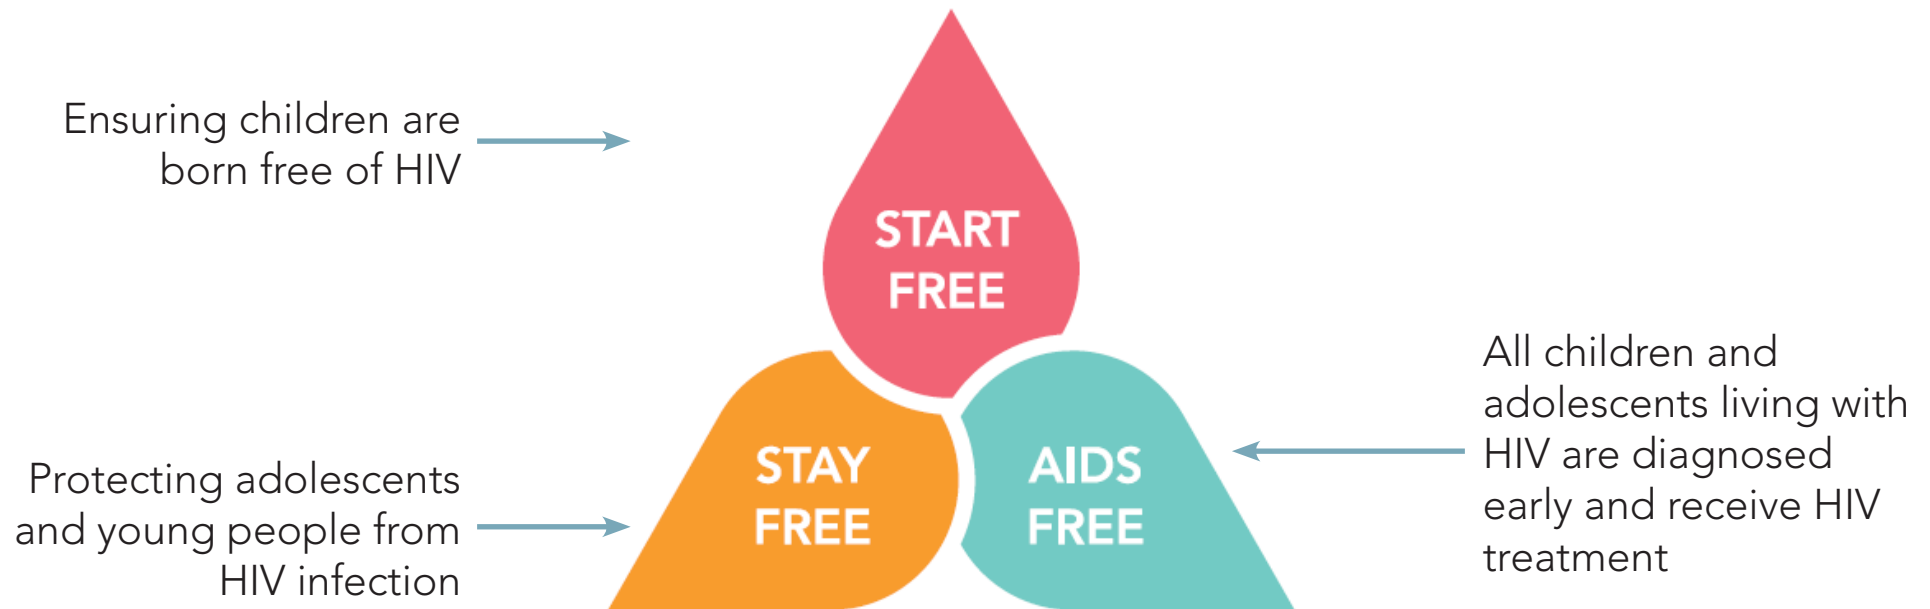 Ensuring children are
born free of HIV
START
FREE
All children and
adolescents living with
HIV are diagnosed
early and receive HIV
treatment
STAY
FREE
AIDS
FREE
Protecting adolescents
and young people from
HIV infection